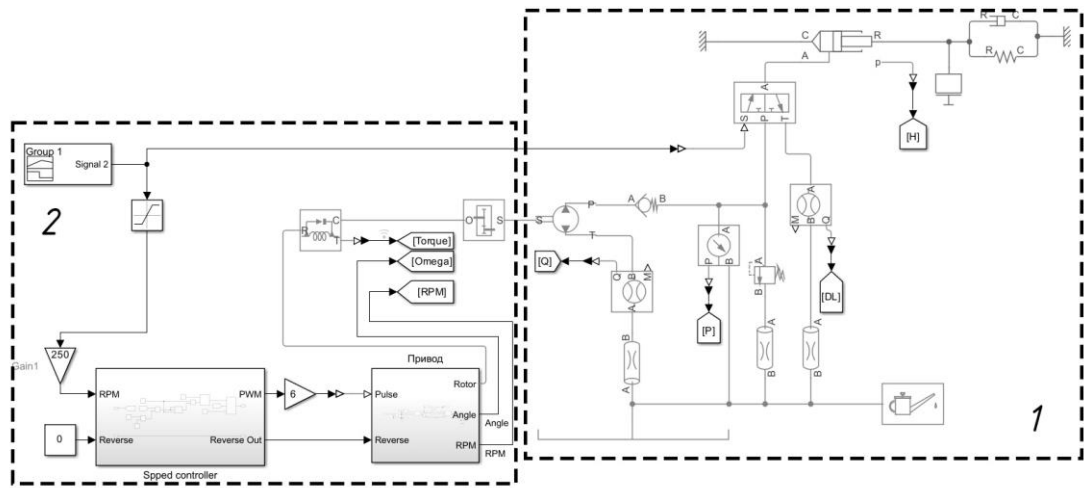 C
R
R
C
R
C
A
p
[H]
A
S
P
T
Group 1
Signal 2
2
R
C
T
O
S
S
P
T
A
B
A
M
B
Q
A
P
B
A
B
[Torque]
[Omega]
[RPM]
[Q]
Q
B
M
A
[P]
[DL]
B
A
A
B
A
B
250
Gain1
Привод
RPM
PWM
6
Pulse
Rotor
Angle
Angle
0
Reverse
Reverse Out
Reverse
RPM
RPM
Spped controller
1